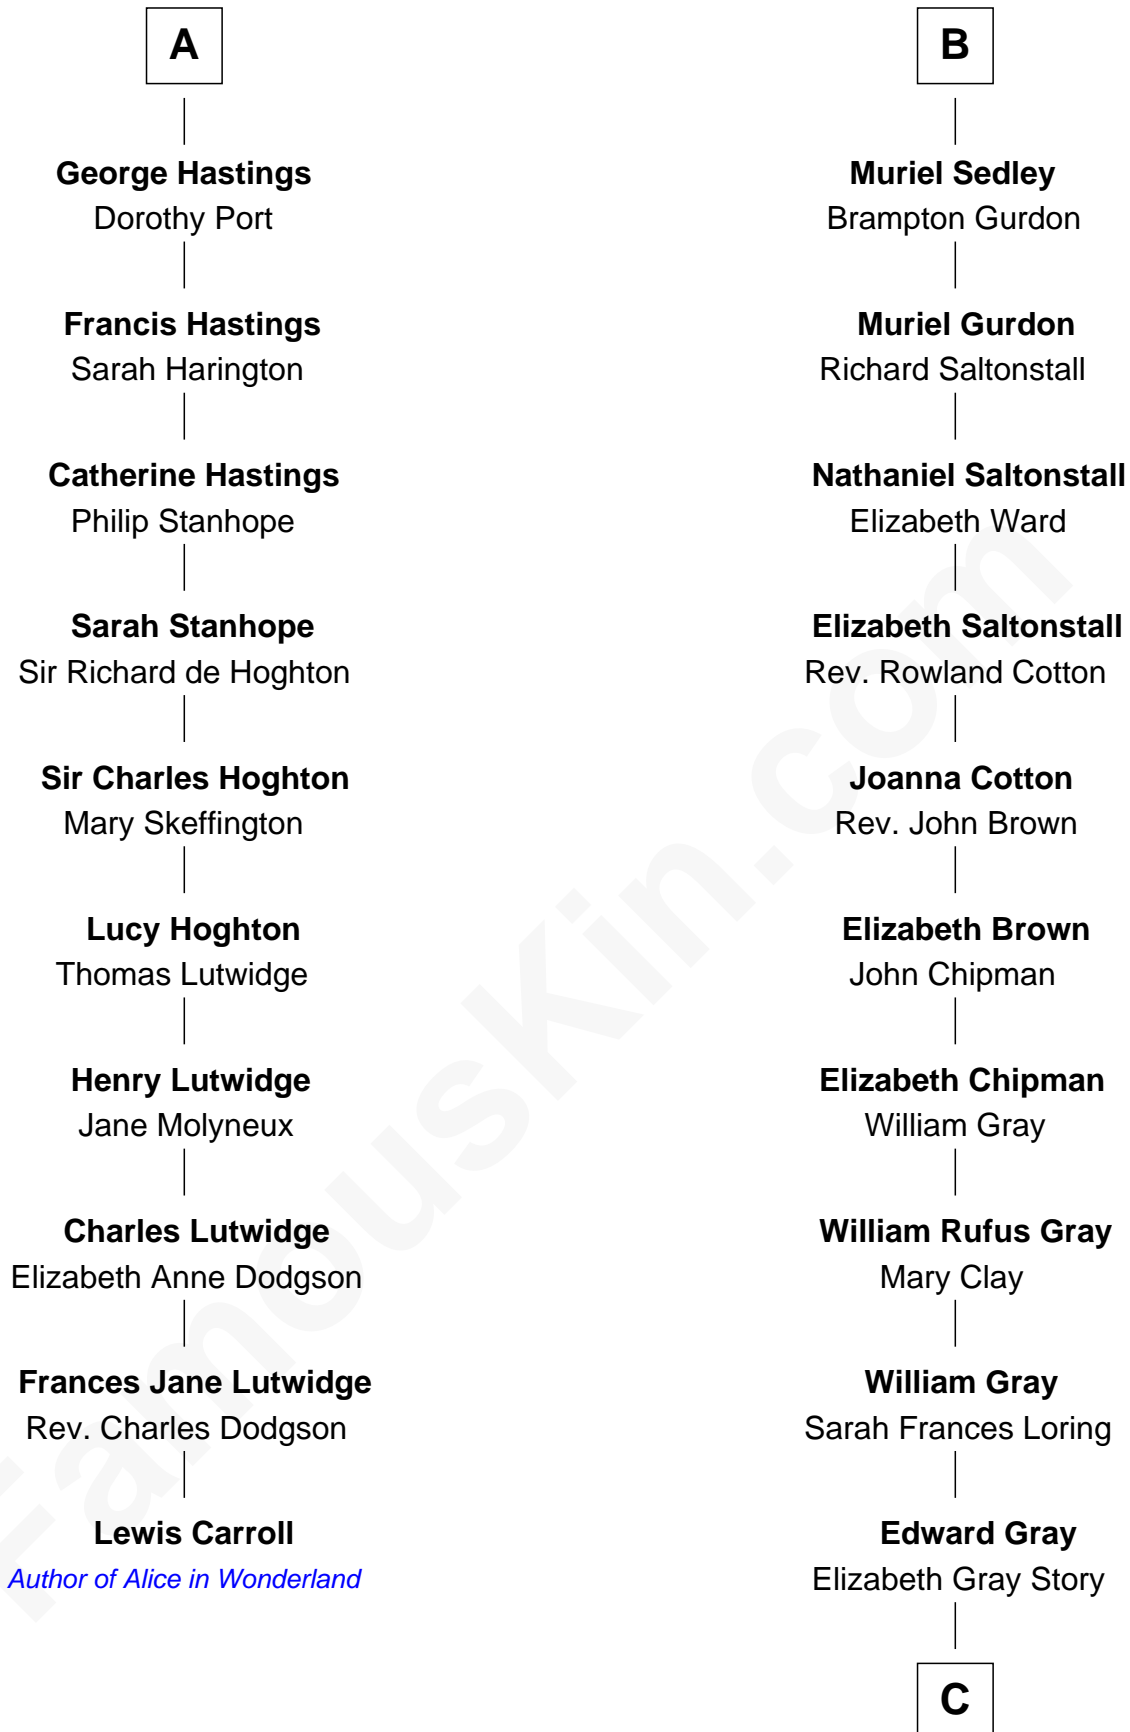 A
George Hastings
Dorothy Port
Francis Hastings
Sarah Harington
Catherine Hastings
Philip Stanhope
Sarah Stanhope
Sir Richard de Hoghton
Sir Charles Hoghton
Mary Skeffington
Lucy Hoghton
Thomas Lutwidge
Henry Lutwidge
Jane Molyneux
Charles Lutwidge
Elizabeth Anne Dodgson
Frances Jane Lutwidge
Rev. Charles Dodgson
Lewis Carroll
Author of Alice in Wonderland
B
Muriel Sedley
Brampton Gurdon
Muriel Gurdon
Richard Saltonstall
Nathaniel Saltonstall
Elizabeth Ward
Elizabeth Saltonstall
Rev. Rowland Cotton
Joanna Cotton
Rev. John Brown
Elizabeth Brown
John Chipman
Elizabeth Chipman
William Gray
William Rufus Gray
Mary Clay
William Gray
Sarah Frances Loring
Edward Gray
Elizabeth Gray Story
C
FamousKin.com